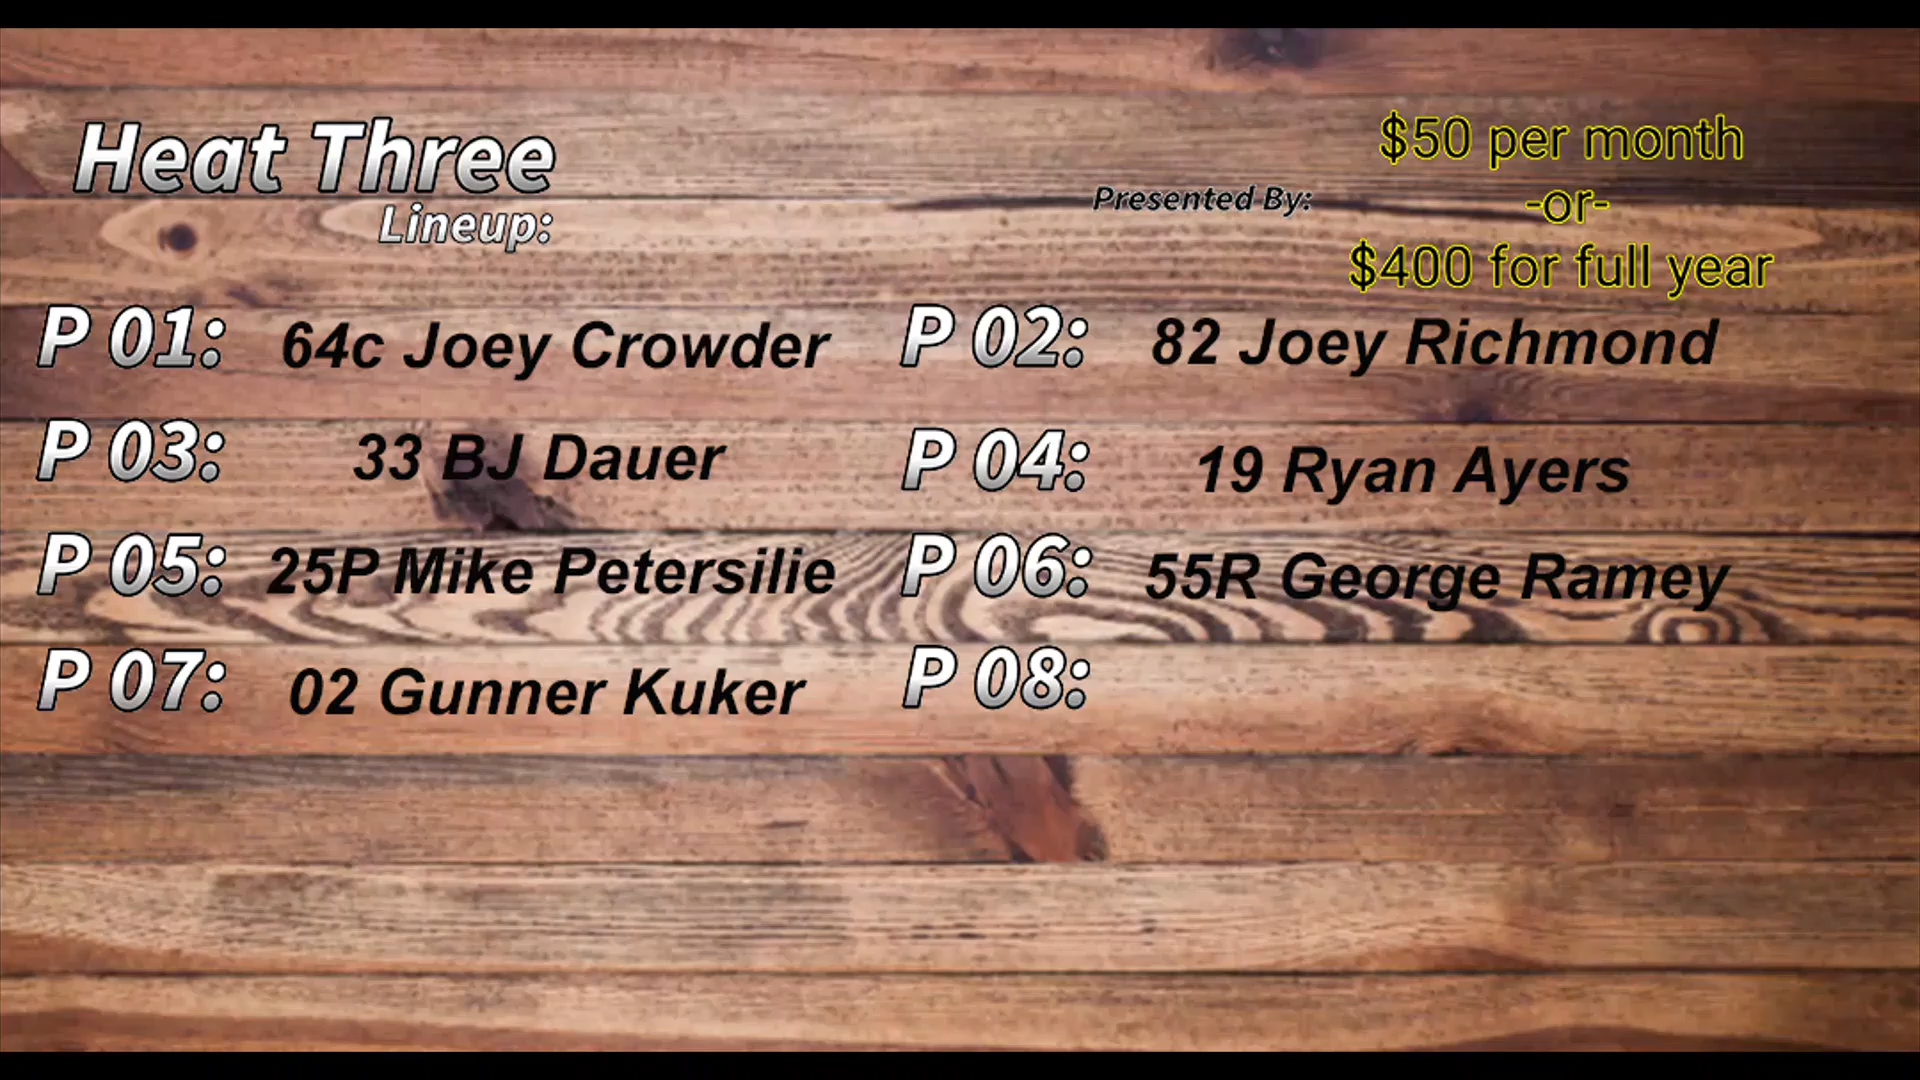 Heat Three
Lineup:
Presented By:
$50 per month
-or-
$400 for full year
P 01: 64c Joey Crowder
P 02: 82 Joey Richmond
P 03: 33 BJ Dauer
P 04: 19 Ryan Ayers
P 05: 25P Mike Petersilie
P 06: 55R George Ramey
P 07: 02 Gunner Kuker
P 08: